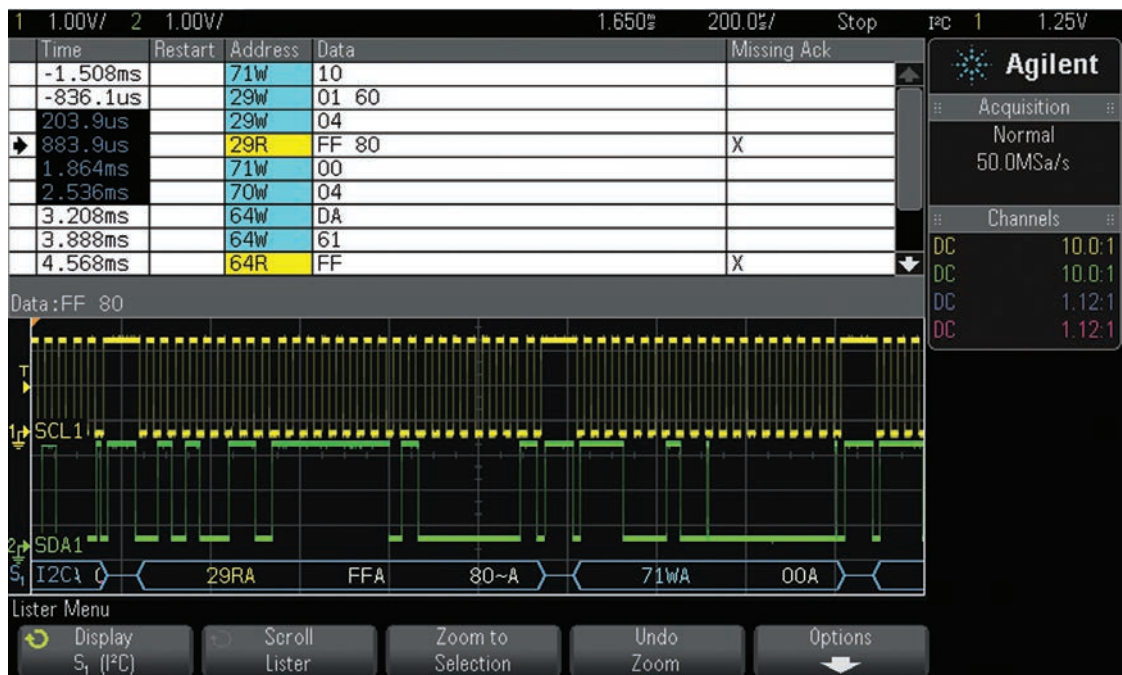 1 1.00V/ 2 1.00V/ 1.650ms 200.0s/ Stop I²C 1 1.25V
Time Restart Address Data Missing Ack
-1.508ms 71W 10
-836.1us 29W 01 60
203.9us 29W 04
883.9us 29R FF 80 X
1.864ms 71W 00
2.536ms 70W 04
3.208ms 64W DA
3.888ms 64W 61
4.568ms 64R FF X
Data:FF 80
Agilent
Acquisition
Normal
50.0MSa/s
Channels
DC 10.0:1
DC 10.0:1
DC 1.12:1
DC 1.12:1
T
1 SCL1
2 SDA1
S₁ I2C1 29RA FFA 80~A 71WA 00A
Lister Menu
Display
S₁ (I²C)
Scroll
Lister
Zoom to
Selection
Undo
Zoom
Options